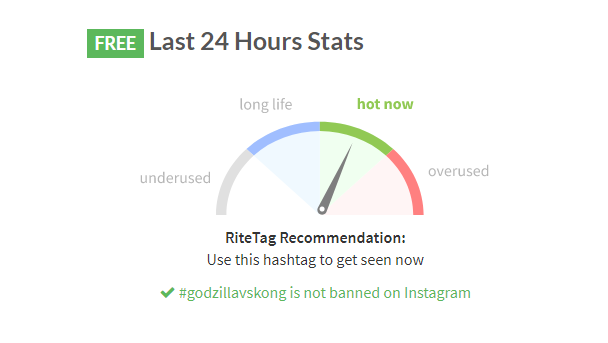 FREE Last 24 Hours Stats
long life
hot now
underused
overused
RiteTag Recommendation:
Use this hashtag to get seen now
#godzillavskong is not banned on Instagram